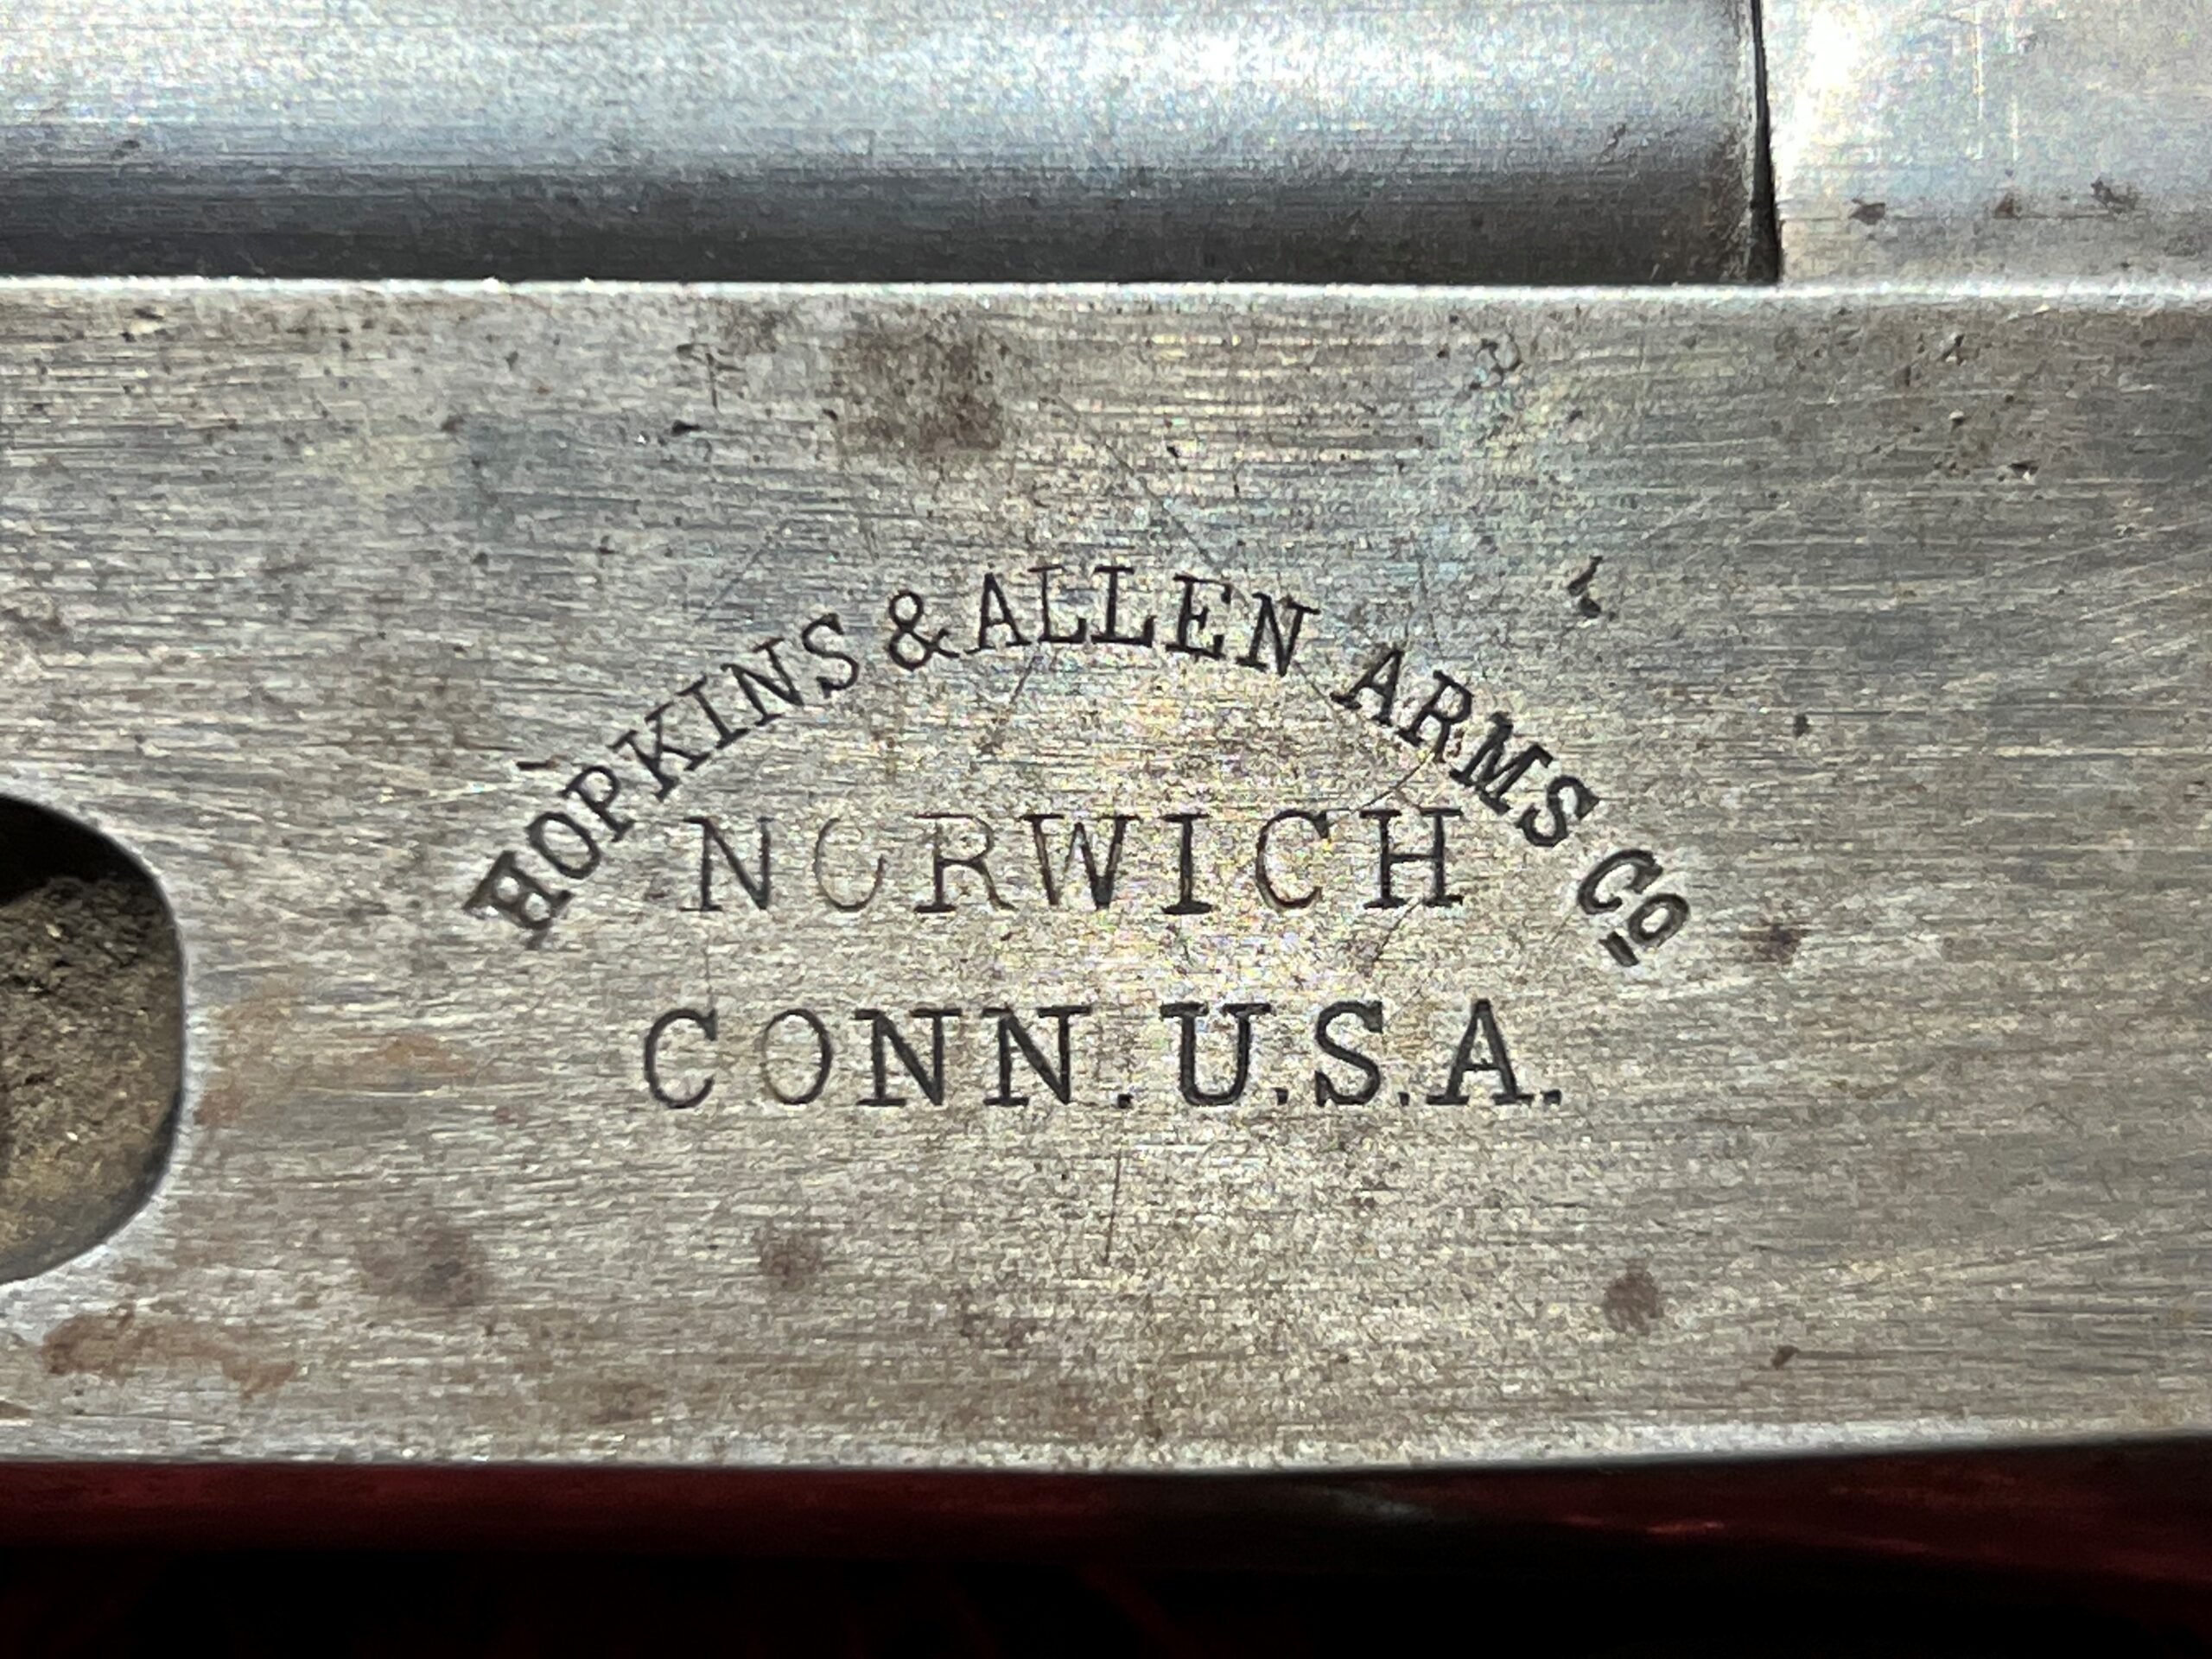 HOPKINS & ALLEN ARMS Co
NORWICH
CONN. U.S.A.